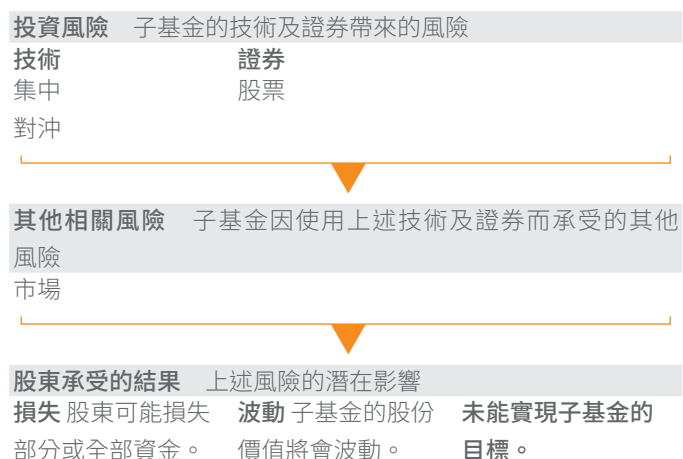 投資風險 子基金的技術及證券帶來的風險
技術 證券
集中 股票
對沖
其他相關風險 子基金因使用上述技術及證券而承受的其他
風險
市場
股東承受的結果 上述風險的潛在影響
損失 股東可能損失 波動 子基金的股份 未能實現子基金的
部分或全部資金。 價值將會波動。 目標。